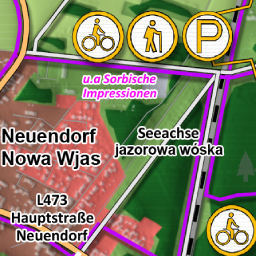 P
u.a Sorbische
Impressionen
Neuendorf
Nowa Wjas
Seeachse
jazorowa wóska
L473
Hauptstraße
Neuendorf